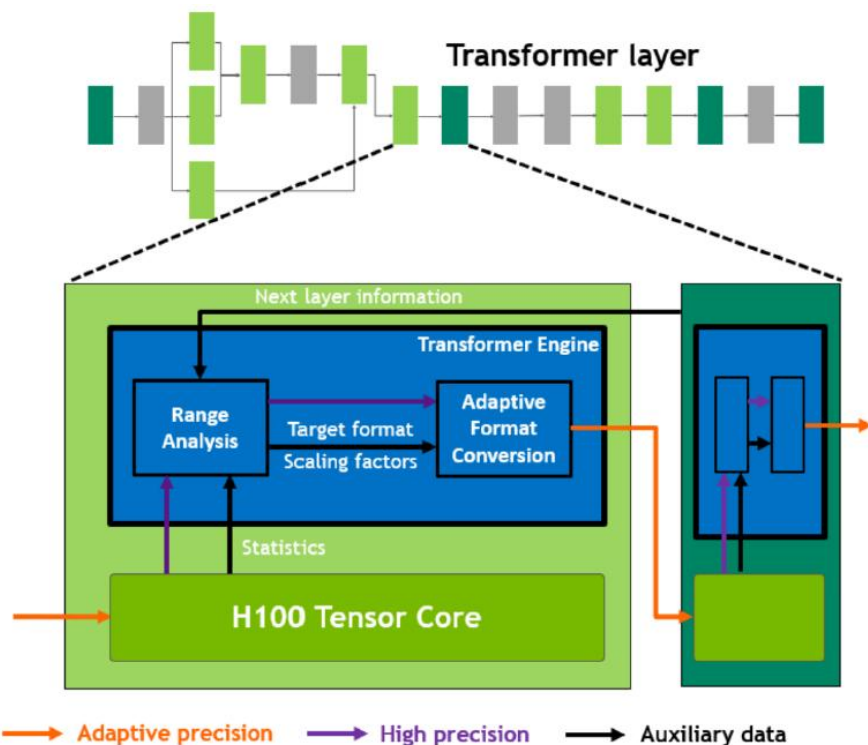 Transformer layer
Next layer information
Transformer Engine
Range
Analysis
Target format
Scaling factors
Adaptive
Format
Conversion
Statistics
H100 Tensor Core
Adaptive precision
High precision
Auxiliary data